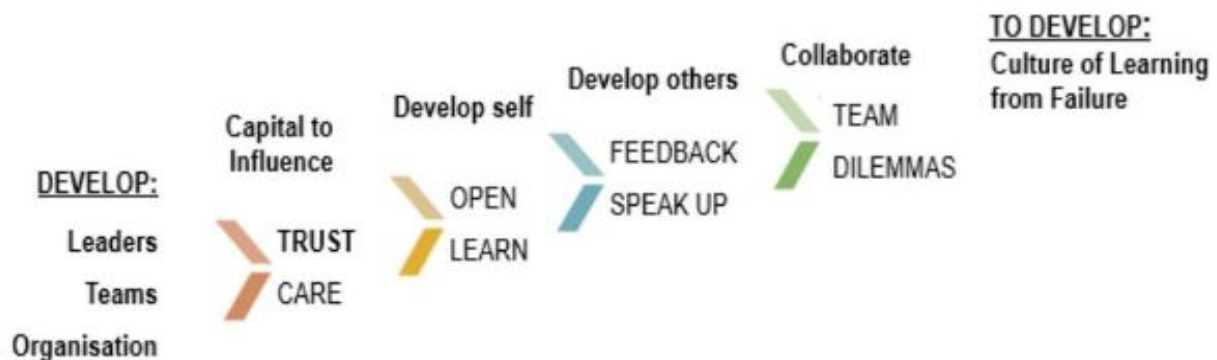 DEVELOP:
Leaders
Teams
Organisation
Capital to
Influence
TRUST
CARE
Develop self
OPEN
LEARN
Develop others
FEEDBACK
SPEAK UP
Collaborate
TEAM
DILEMMAS
TO DEVELOP:
Culture of Learning
from Failure